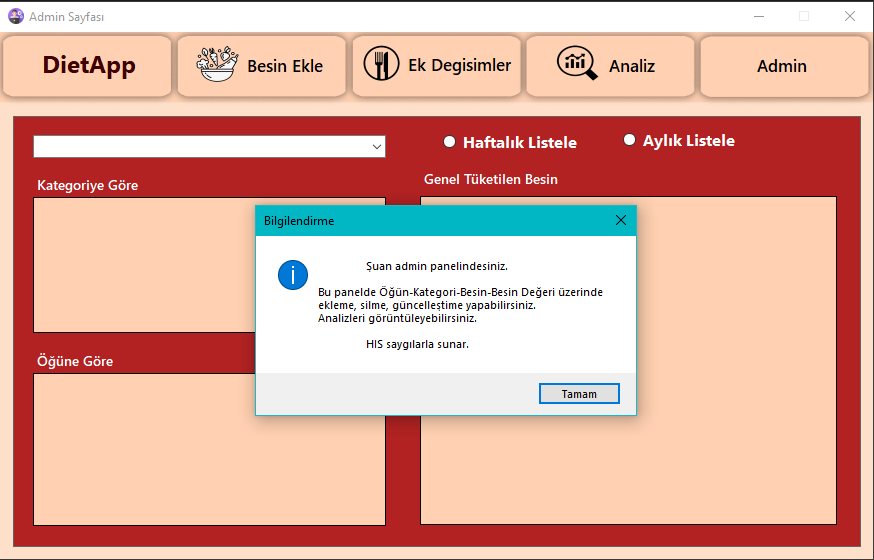 Admin Sayfası
DietApp
Besin Ekle
Ek Degisimler
Analiz
Admin
Haftalık Listele
Aylık Listele
Kategoriye Göre
Genel Tüketilen Besin
Bilgilendirme
Şuan admin panelindesiniz.
Bu panelde Öğün-Kategori-Besin-Besin Değeri üzerinde
ekleme, silme, güncelleştime yapabilirsiniz.
Analizleri görüntüleyebilirsiniz.
HIS saygılarla sunar.
Tamam
Öğüne Göre